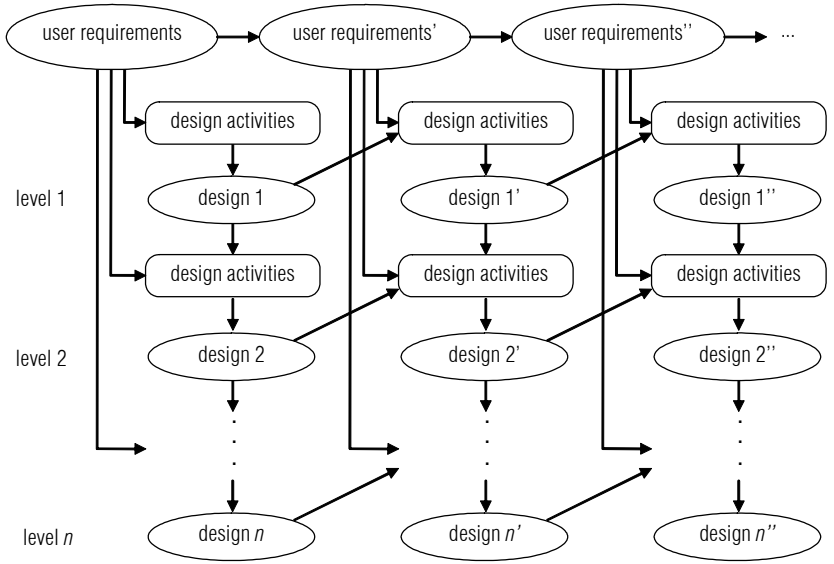 user requirements user requirements' user requirements'' ...
design activities design activities design activities
level 1 design 1 design 1' design 1''
design activities design activities design activities
level 2 design 2 design 2' design 2''
level n design n design n' design n''